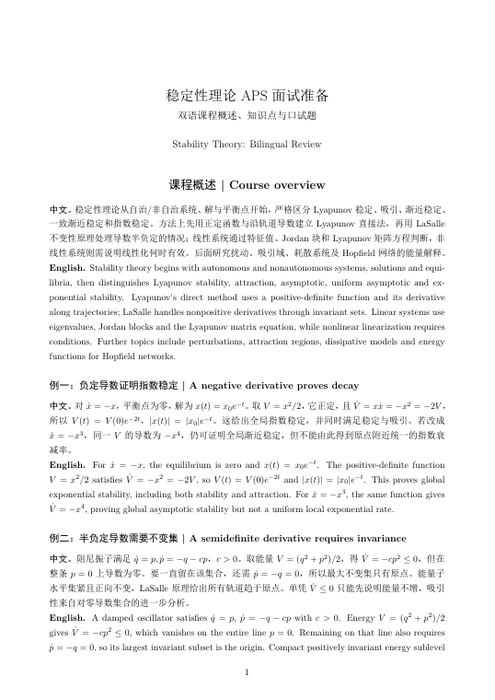 稳定性理论 APS 面试准备
双语课程概述、知识点与口试题
Stability Theory: Bilingual Review
课程概述 | Course overview
中文。稳定性理论从自治/非自治系统、解与平衡点开始，严格区分 Lyapunov 稳定、吸引、渐近稳定、
一致渐近稳定和指数稳定。方法上先用正定函数与沿轨道导数建立 Lyapunov 直接法，再用 LaSalle
不变性原理处理导数半负定的情况；线性系统通过特征值、Jordan 块和 Lyapunov 矩阵方程判断，非
线性系统则需说明线性化何时有效。后面研究扰动、吸引域、耗散系统及 Hopfield 网络的能量解释。
English. Stability theory begins with autonomous and nonautonomous systems, solutions and equi-
libria, then distinguishes Lyapunov stability, attraction, asymptotic, uniform asymptotic and ex-
ponential stability. Lyapunov's direct method uses a positive-definite function and its derivative
along trajectories; LaSalle handles nonpositive derivatives through invariant sets. Linear systems use
eigenvalues, Jordan blocks and the Lyapunov matrix equation, while nonlinear linearization requires
conditions. Further topics include perturbations, attraction regions, dissipative models and energy
functions for Hopfield networks.
例一：负定导数证明指数稳定 | A negative derivative proves decay
中文。对 ẋ = −x，平衡点为零，解为 x(t) = x₀e⁻ᵗ。取 V = x²/2，它正定，且 V̇ = xẋ = −x² = −2V，
所以 V(t) = V(0)e⁻²ᵗ，|x(t)| = |x₀|e⁻ᵗ。这给出全局指数稳定，并同时满足稳定与吸引。若改成
ẋ = −x³，同一 V 的导数为 −x⁴，仍可证明全局渐近稳定，但不能由此得到原点附近统一的指数衰
减率。
English. For ẋ = −x, the equilibrium is zero and x(t) = x₀e⁻ᵗ. The positive-definite function
V = x²/2 satisfies V̇ = −x² = −2V, so V(t) = V(0)e⁻²ᵗ and |x(t)| = |x₀|e⁻ᵗ. This proves global
exponential stability, including both stability and attraction. For ẋ = −x³, the same function gives
V̇ = −x⁴, proving global asymptotic stability but not a uniform local exponential rate.
例二：半负定导数需要不变集 | A semidefinite derivative requires invariance
中文。阻尼振子满足 q̇ = p, ṗ = −q − cp，c > 0。取能量 V = (q² + p²)/2，得 V̇ = −cp² ≤ 0，但在
整条 p = 0 上导数为零。要一直留在该集合，还需 ṗ = −q = 0，所以最大不变集只有原点。能量子
水平集紧且正向不变，LaSalle 原理给出所有轨道趋于原点。单凭 V̇ ≤ 0 只能先说明能量不增，吸引
性来自对零导数集合的进一步分析。
English. A damped oscillator satisfies q̇ = p, ṗ = −q − cp with c > 0. Energy V = (q² + p²)/2
gives V̇ = −cp² ≤ 0, which vanishes on the entire line p = 0. Remaining on that line also requires
ṗ = −q = 0, so its largest invariant subset is the origin. Compact positively invariant energy sublevel
1